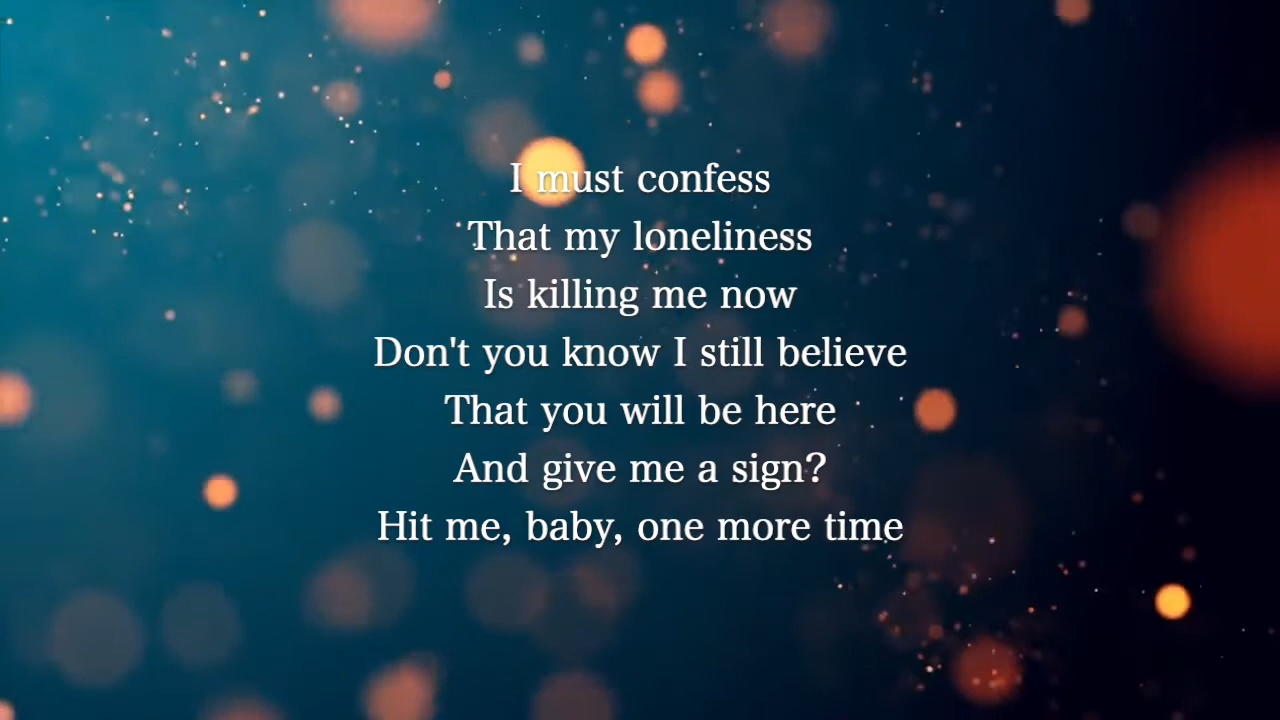 I must confess
That my loneliness
Is killing me now
Don't you know I still believe
That you will be here
And give me a sign?
Hit me, baby, one more time